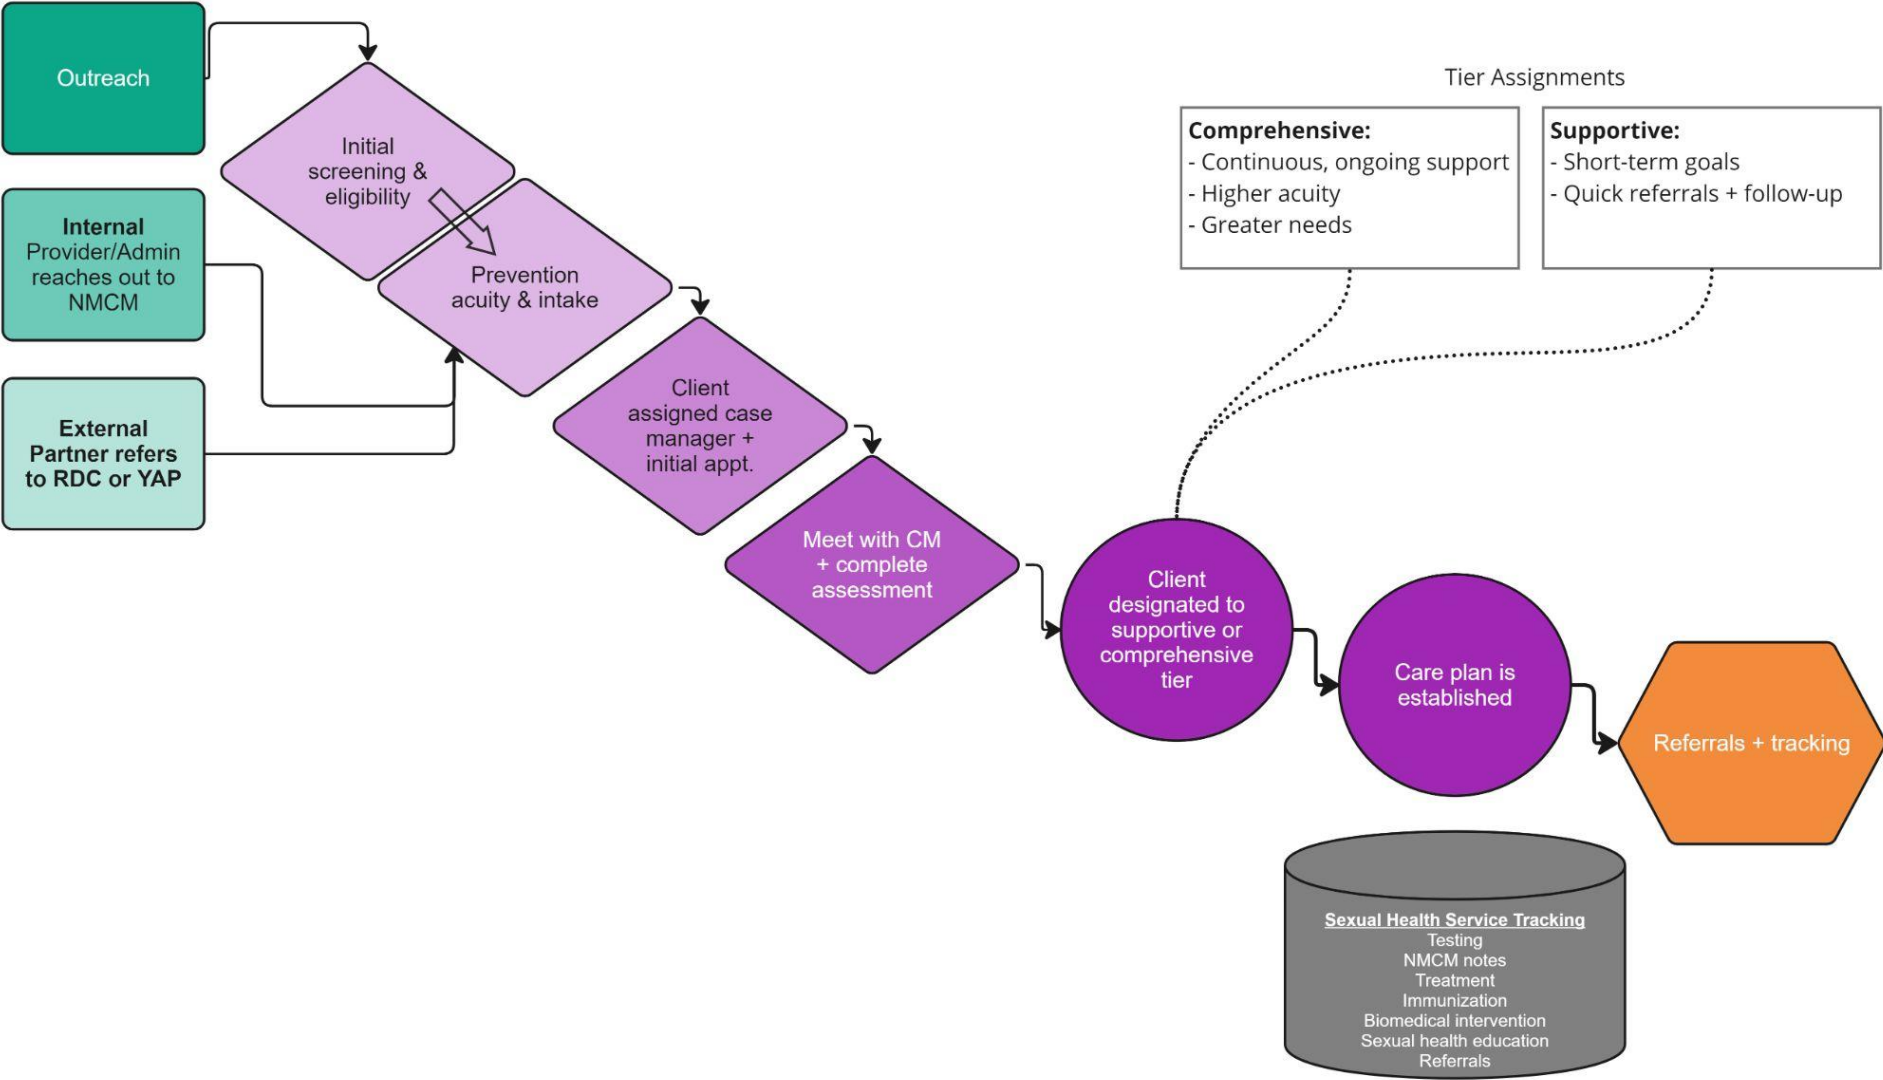 Outreach
Internal
Provider/Admin
reaches out to
NMCM
External
Partner refers
to RDC or YAP
Initial
screening &
eligibility
Prevention
acuity & intake
Client
assigned case
manager +
initial appt.
Meet with CM
+ complete
assessment
Tier Assignments
Comprehensive:
- Continuous, ongoing support
- Higher acuity
- Greater needs
Supportive:
- Short-term goals
- Quick referrals + follow-up
Client
designated to
supportive or
comprehensive
tier
Care plan is
established
Referrals + tracking
Sexual Health Service Tracking
Testing
NMCM notes
Treatment
Immunization
Biomedical intervention
Sexual health education
Referrals